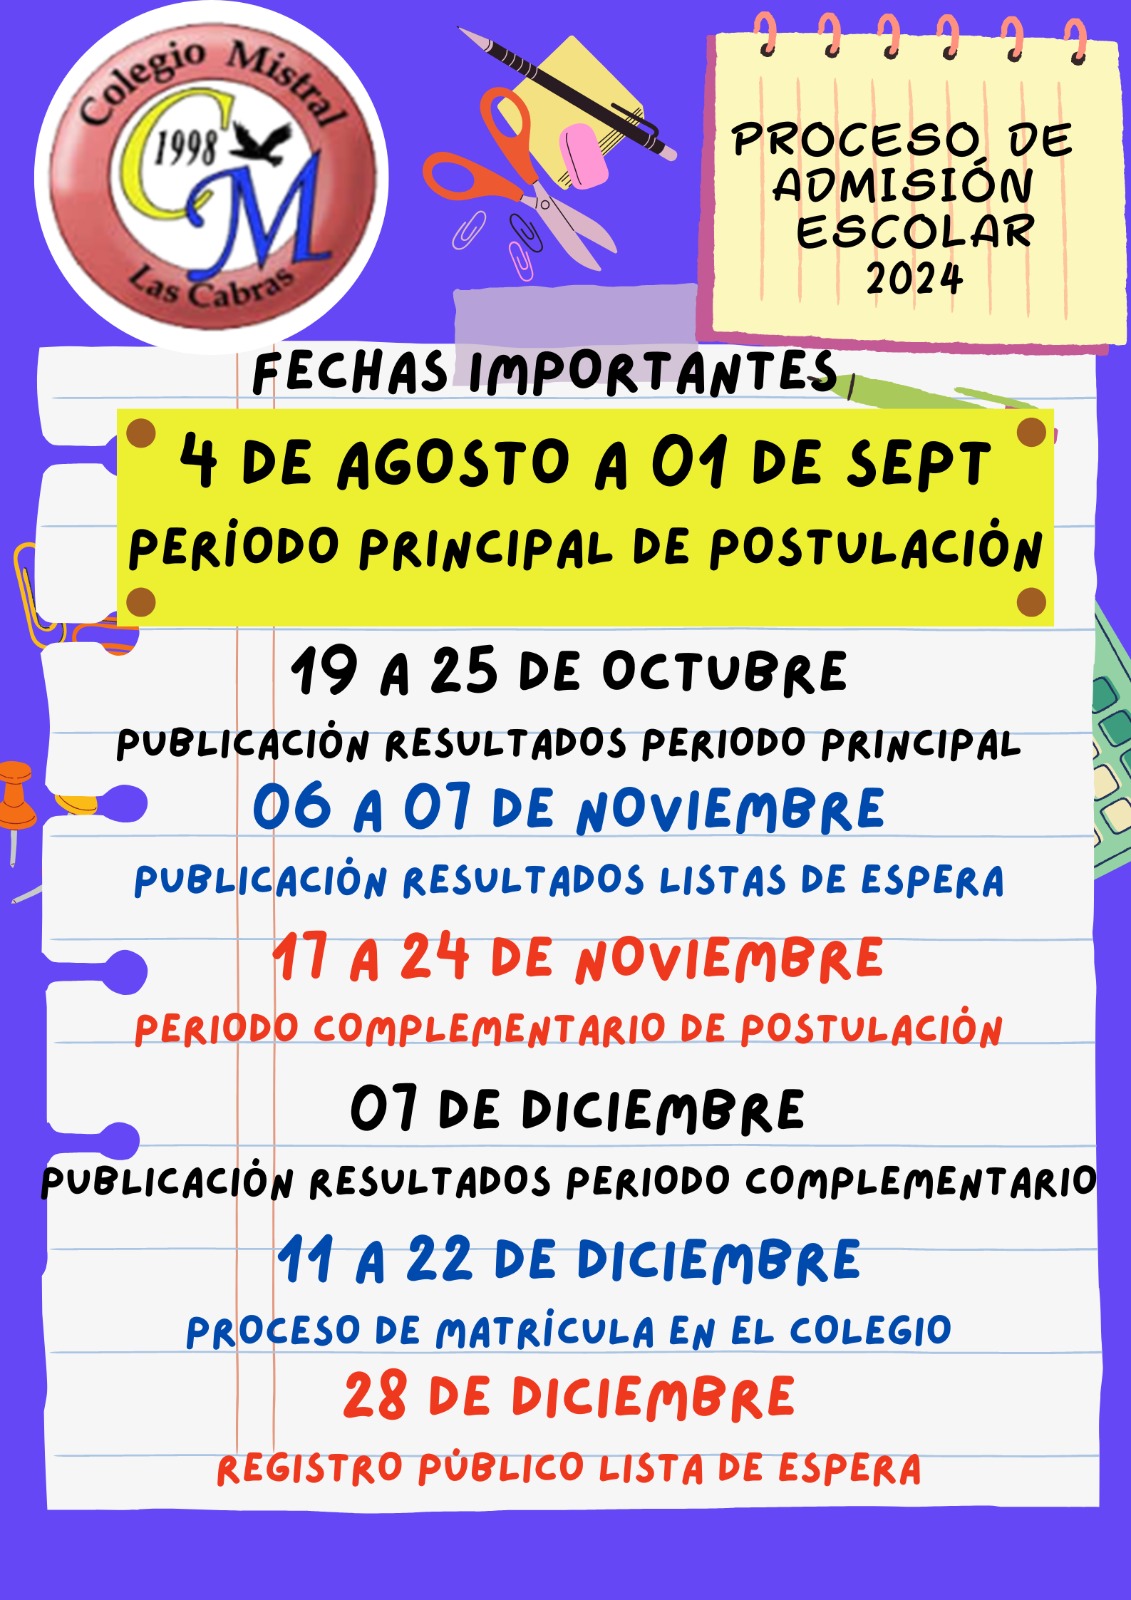 Colegio Mistral
1998
CM
Las Cabras
PROCESO DE
ADMISIÓN
ESCOLAR
2024
FECHAS IMPORTANTES
4 DE AGOSTO A 01 DE SEPT
PERÍODO PRINCIPAL DE POSTULACIÓN
19 A 25 DE OCTUBRE
PUBLICACIÓN RESULTADOS PERIODO PRINCIPAL
06 A 07 DE NOVIEMBRE
PUBLICACIÓN RESULTADOS LISTAS DE ESPERA
17 A 24 DE NOVIEMBRE
PERIODO COMPLEMENTARIO DE POSTULACIÓN
07 DE DICIEMBRE
PUBLICACIÓN RESULTADOS PERIODO COMPLEMENTARIO
11 A 22 DE DICIEMBRE
PROCESO DE MATRÍCULA EN EL COLEGIO
28 DE DICIEMBRE
REGISTRO PÚBLICO LISTA DE ESPERA